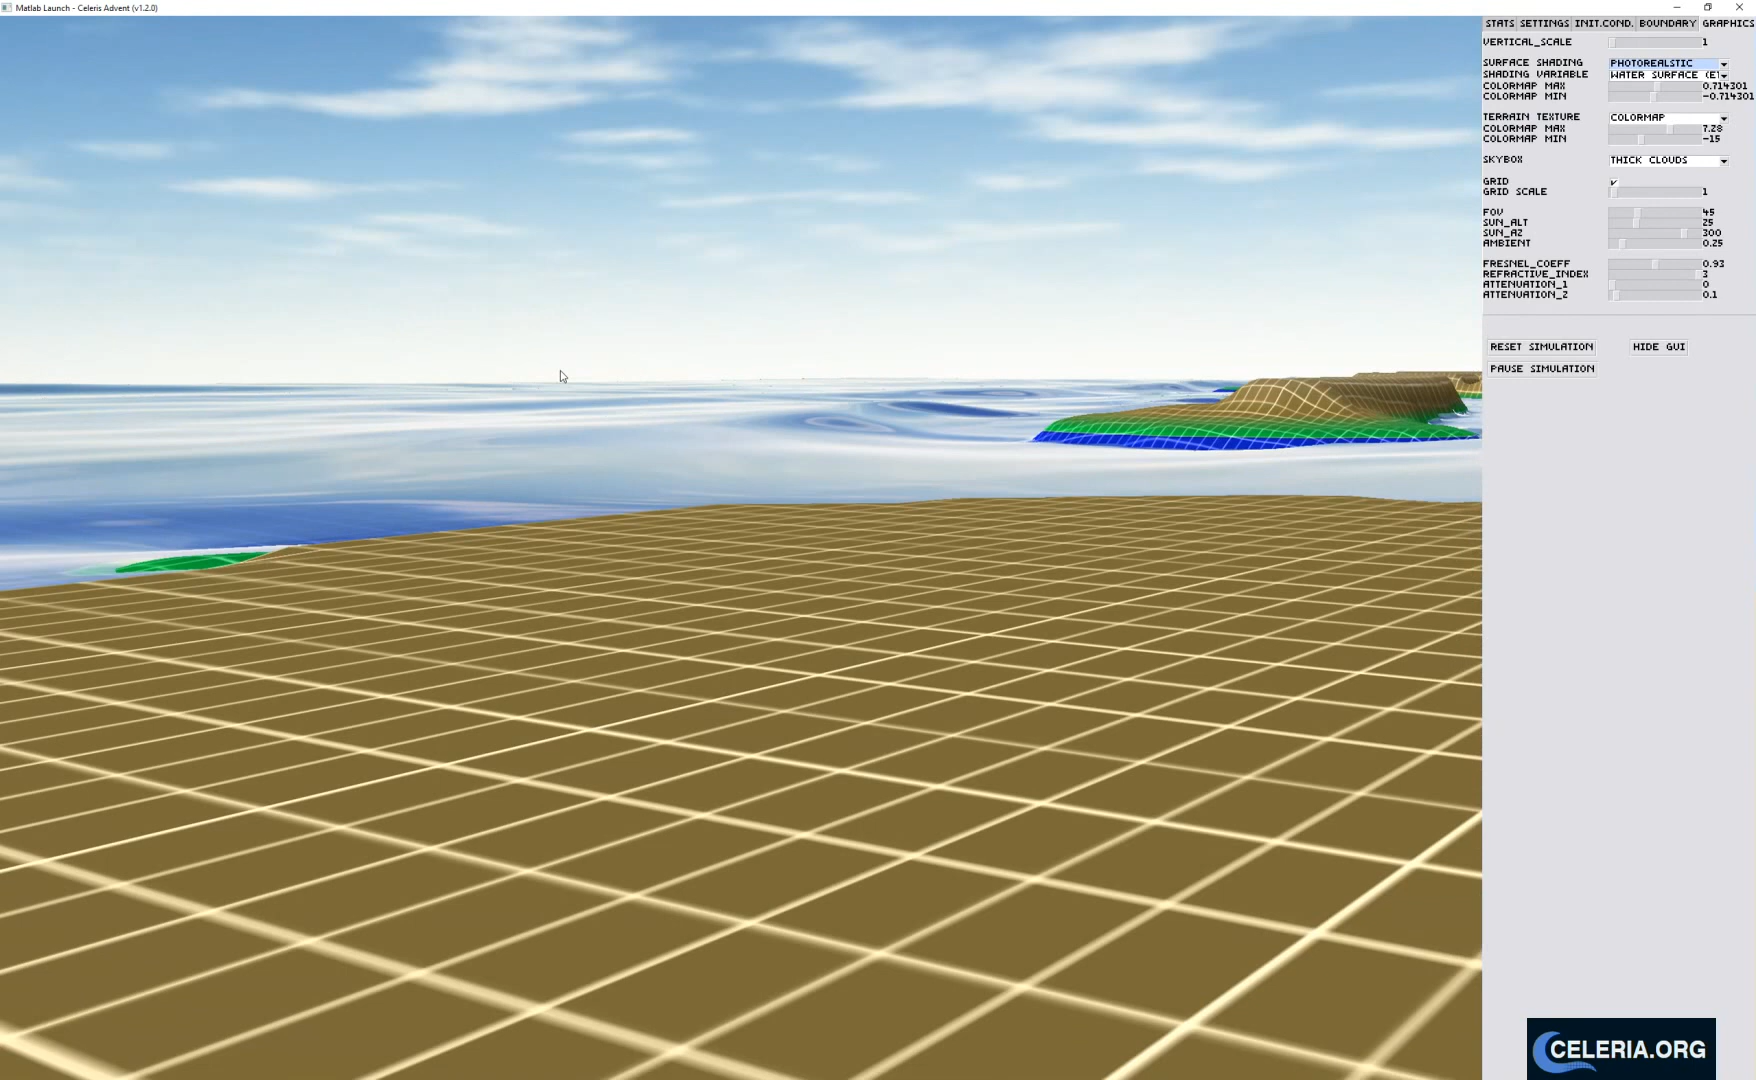 Matlab Launch - Celeris Advent (v1.2.0)
STATS SETTINGS INIT.COND. BOUNDARY GRAPHICS
VERTICAL_SCALE 1
SURFACE SHADING PHOTOREALSTIC
SHADING VARIABLE WATER SURFACE (ET
COLORMAP MAX 0.714301
COLORMAP MIN -0.714301
TERRAIN TEXTURE COLORMAP
COLORMAP MAX 7.28
COLORMAP MIN -15
SKYBOX THICK CLOUDS
GRID
GRID SCALE 1
FOV 45
SUN_ALT 25
SUN_AZ 300
AMBIENT 0.25
FRESNEL_COEFF 0.93
REFRACTIVE_INDEX 3
ATTENUATION_1 0
ATTENUATION_2 0.1
RESET SIMULATION HIDE GUI
PAUSE SIMULATION
CELERIA.ORG